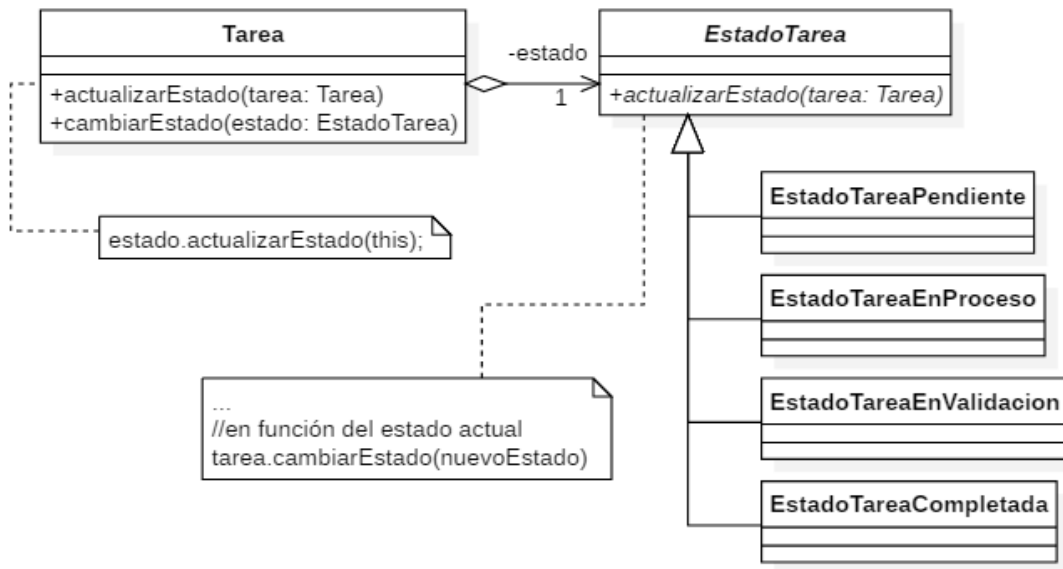 Tarea
+actualizarEstado(tarea: Tarea)
+cambiarEstado(estado: EstadoTarea)
-estado
1
EstadoTarea
+actualizarEstado(tarea: Tarea)
estado.actualizarEstado(this);
...
//en función del estado actual
tarea.cambiarEstado(nuevoEstado)
EstadoTareaPendiente
EstadoTareaEnProceso
EstadoTareaEnValidacion
EstadoTareaCompletada